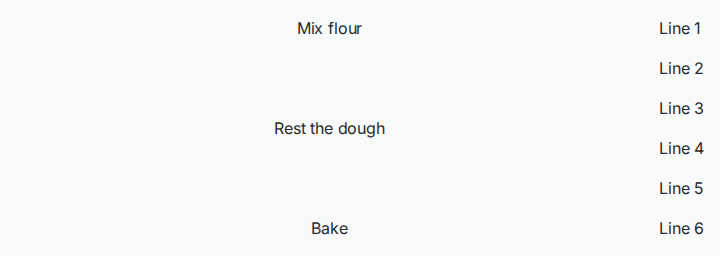 Mix flour
Line 1
Line 2
Line 3
Rest the dough
Line 4
Line 5
Bake
Line 6